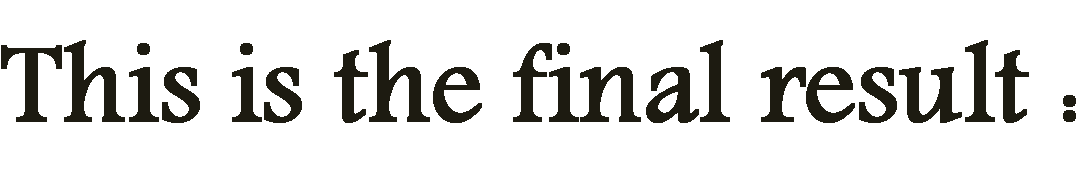 This is the final result :